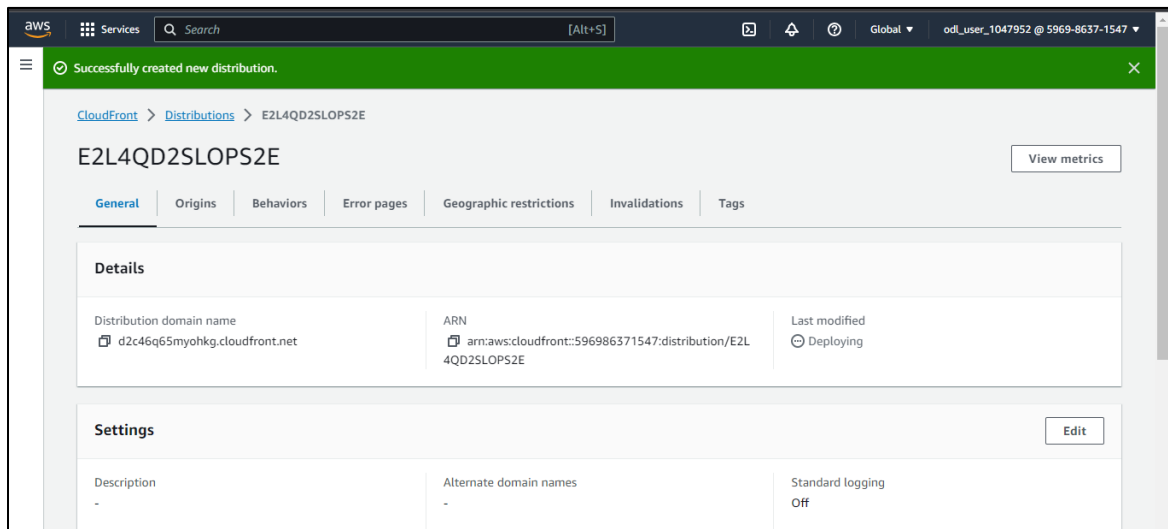 aws Services Search [Alt+S] Global odl_user_1047952 @ 5969-8637-1547
Successfully created new distribution.
CloudFront Distributions E2L4QD2SLOPS2E
E2L4QD2SLOPS2E
View metrics
General Origins Behaviors Error pages Geographic restrictions Invalidations Tags
Details
Distribution domain name
d2c46q65myohkg.cloudfront.net
ARN
arn:aws:cloudfront::596986371547:distribution/E2L
4QD2SLOPS2E
Last modified
Deploying
Settings
Edit
Description
-
Alternate domain names
-
Standard logging
Off